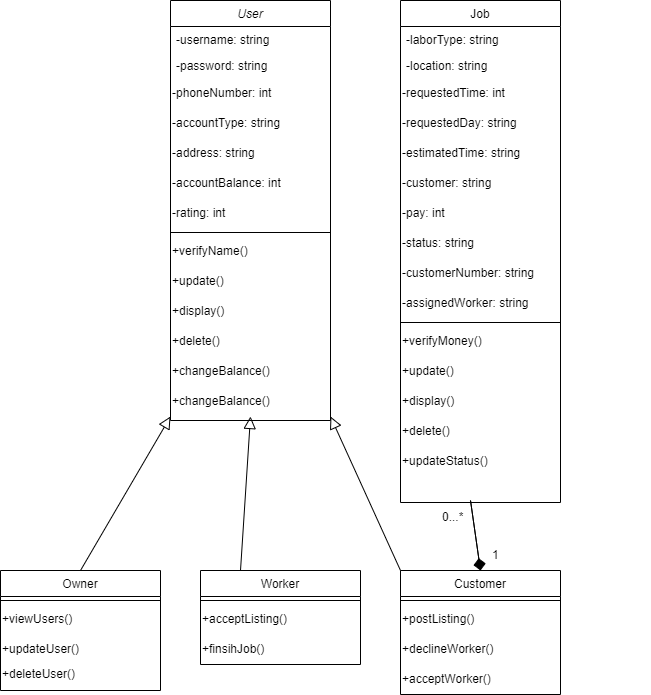 User
-username: string
-password: string
-phoneNumber: int
-accountType: string
-address: string
-accountBalance: int
-rating: int
+verifyName()
+update()
+display()
+delete()
+changeBalance()
+changeBalance()
Job
-laborType: string
-location: string
-requestedTime: int
-requestedDay: string
-estimatedTime: string
-customer: string
-pay: int
-status: string
-customerNumber: string
-assignedWorker: string
+verifyMoney()
+update()
+display()
+delete()
+updateStatus()
0...*
1
Owner
+viewUsers()
+updateUser()
+deleteUser()
Worker
+acceptListing()
+finsihJob()
Customer
+postListing()
+declineWorker()
+acceptWorker()